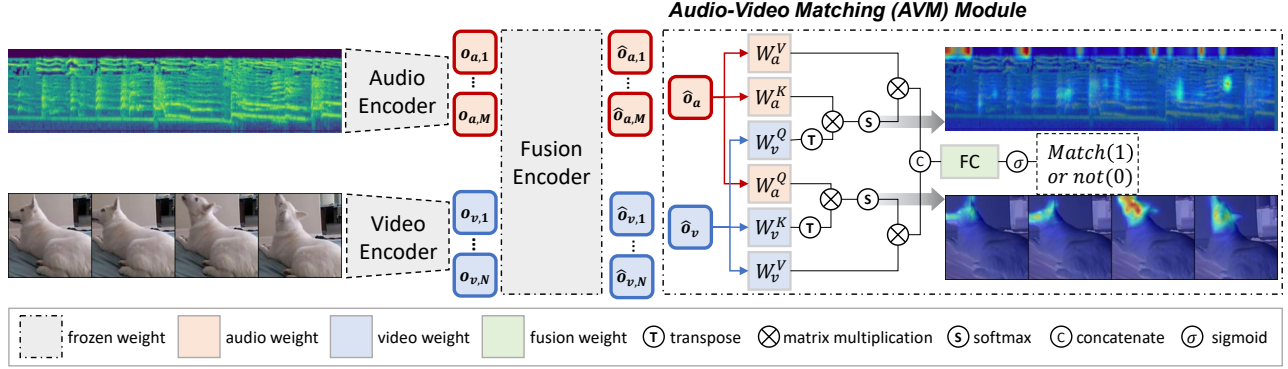 Audio-Video Matching (AVM) Module
Audio
Encoder
Video
Encoder
o_{a,1}
o_{a,M}
o_{v,1}
o_{v,N}
Fusion
Encoder
ô_{a,1}
ô_{a,M}
ô_{v,1}
ô_{v,N}
ô_a
ô_v
W_a^V
W_a^K
W_v^Q
W_a^Q
W_v^K
W_v^V
T
T
S
S
C
FC
σ
Match(1)
or not(0)
frozen weight audio weight video weight fusion weight T transpose matrix multiplication S softmax C concatenate σ sigmoid